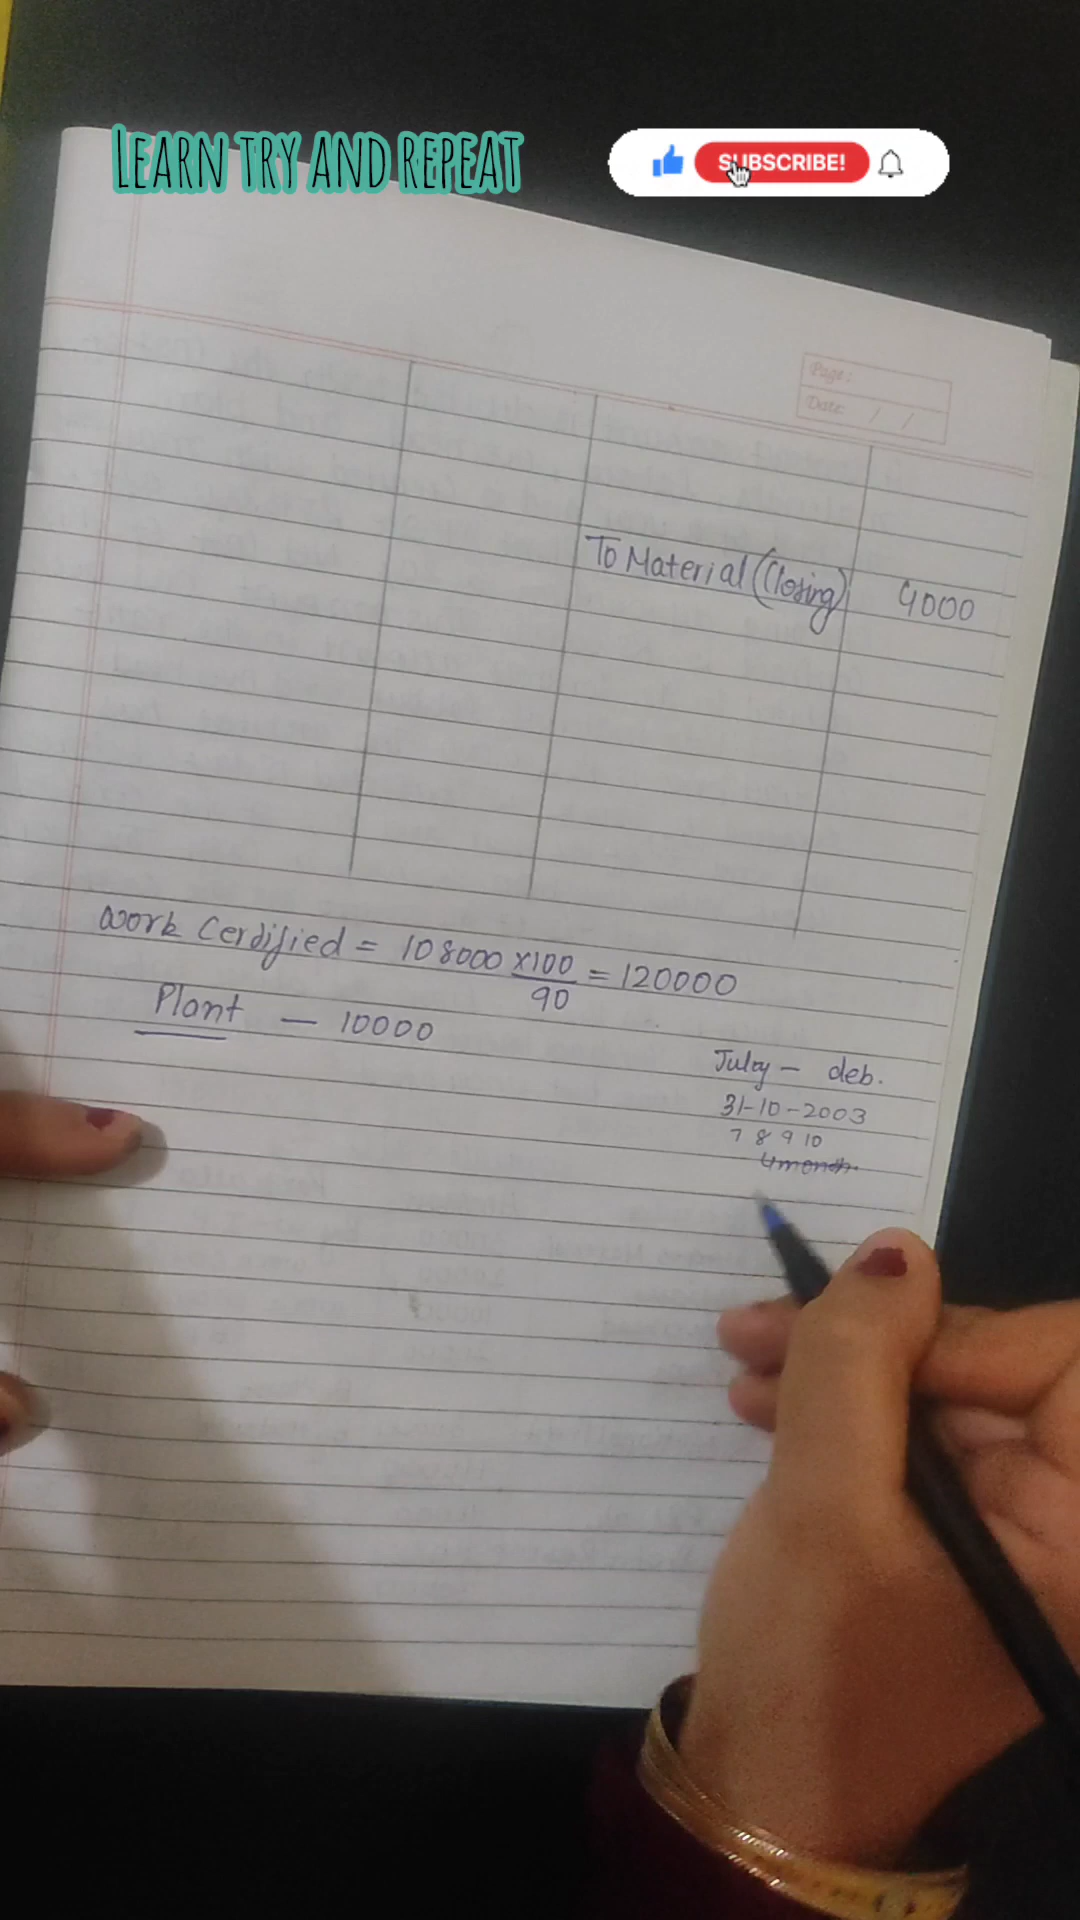 LEARN TRY AND REPEAT
SUBSCRIBE!
Page:
Date: / /
To Material (Closing) 4000
Work Cerdified = 108000 ×100/90 = 120000
Plant — 10000
July — deb.
31-10-2003
7 8 9 10
4month